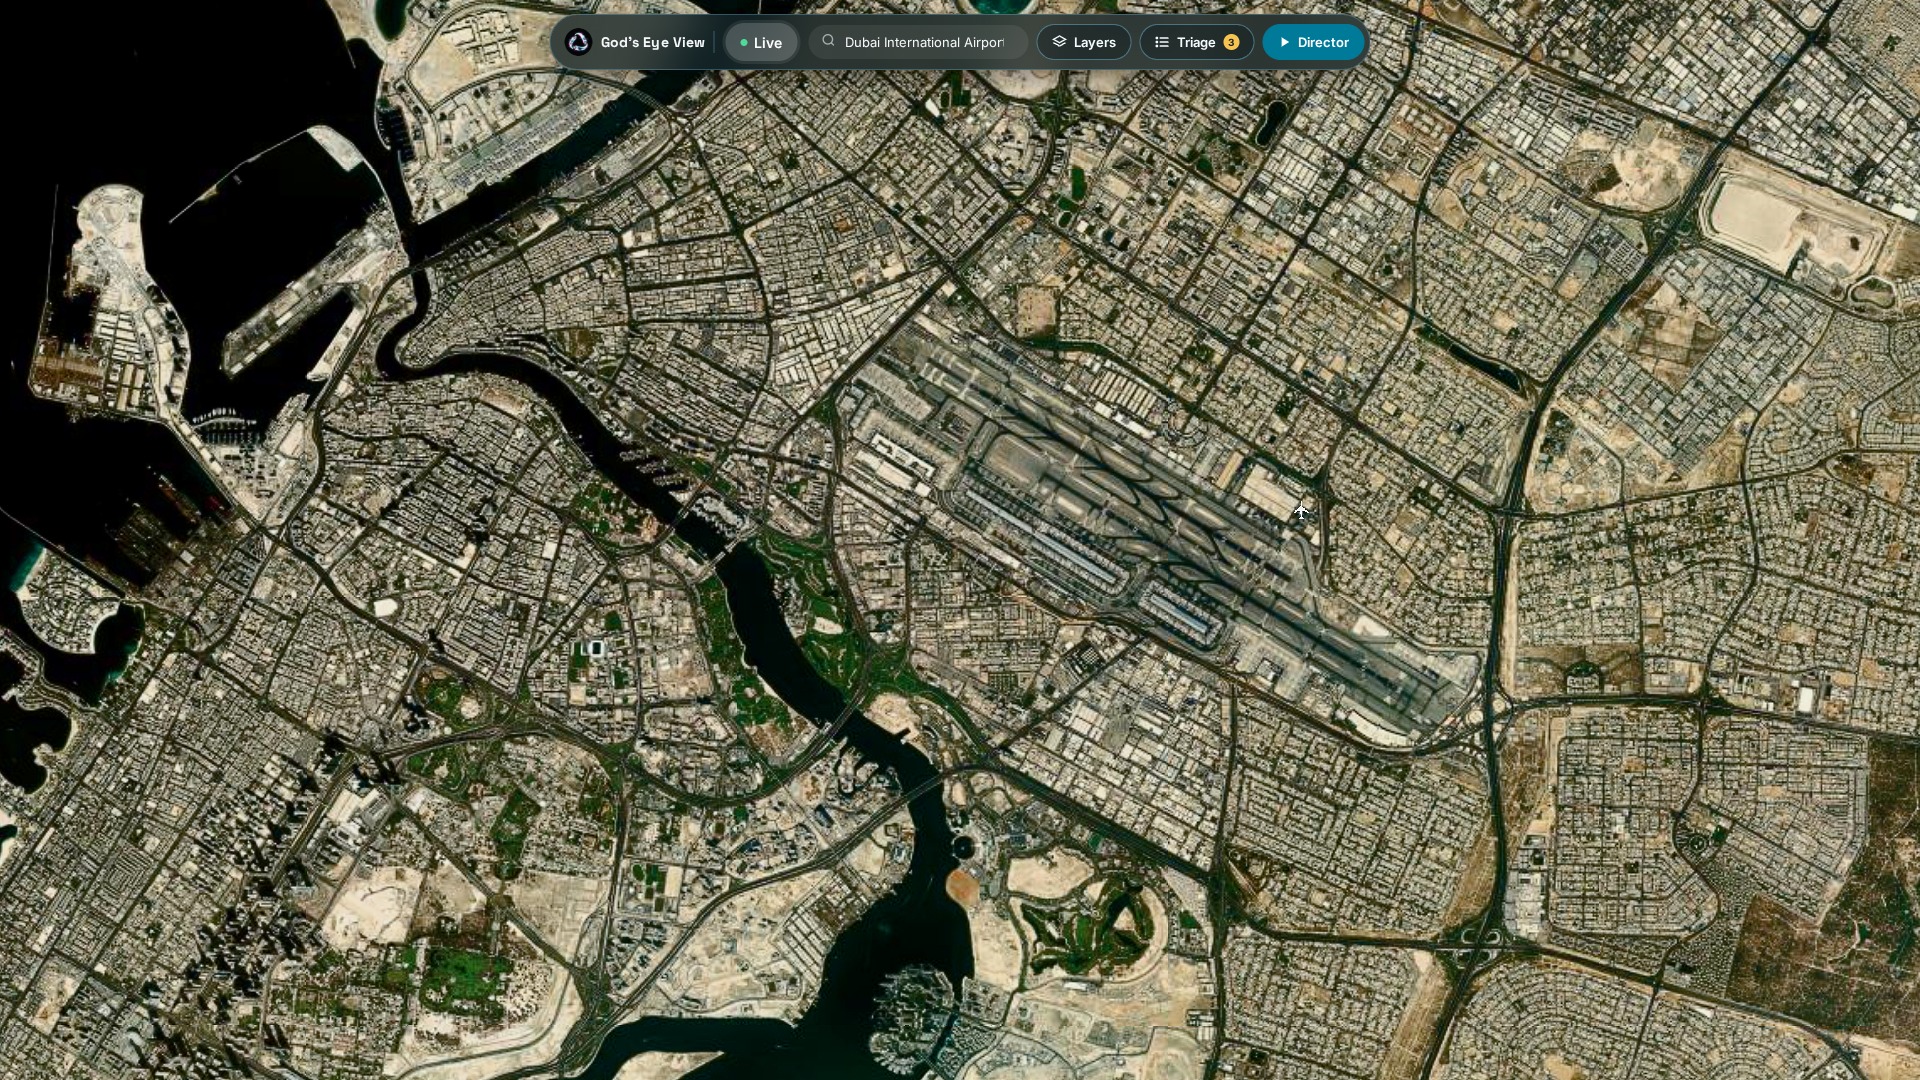 God's Eye View
Live
Dubai International Airport
Layers
Triage 3
Director